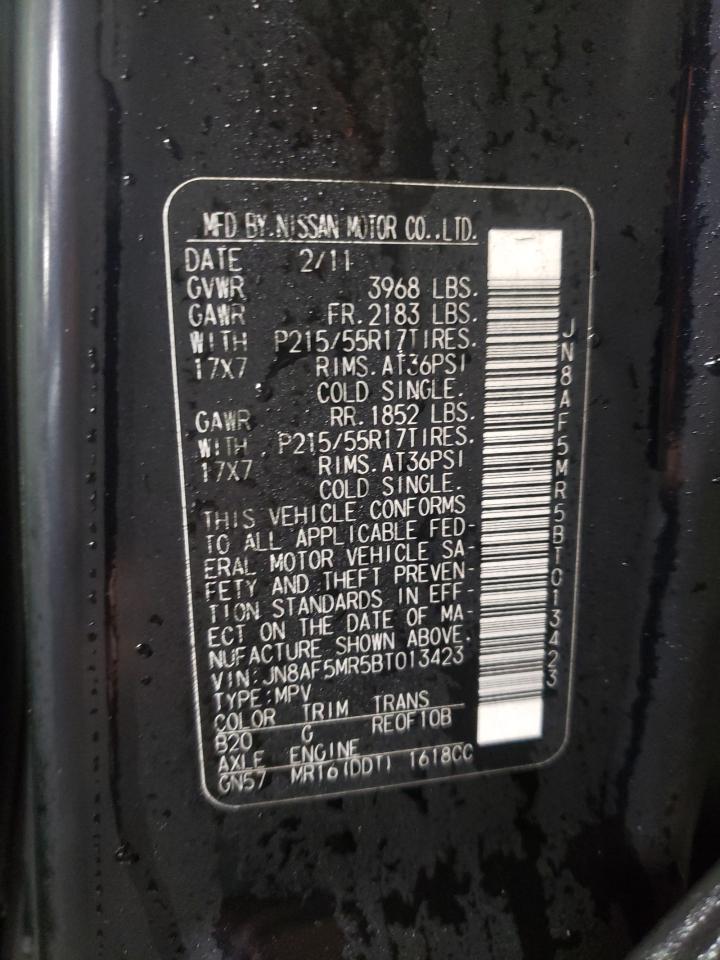 MFD BY.NISSAN MOTOR CO.,LTD.
DATE 2/11
GVWR 3968 LBS.
GAWR FR.2183 LBS.
WITH P215/55R17TIRES.
17X7 RIMS.AT36PSI
COLD SINGLE.
GAWR RR.1852 LBS.
WITH P215/55R17TIRES.
17X7 RIMS.AT36PSI
COLD SINGLE.
THIS VEHICLE CONFORMS
TO ALL APPLICABLE FED-
ERAL MOTOR VEHICLE SA-
FETY AND THEFT PREVEN-
TION STANDARDS IN EFF-
ECT ON THE DATE OF MA-
NUFACTURE SHOWN ABOVE.
VIN:JN8AF5MR5BT013423
TYPE:MPV
COLOR TRIM TRANS
B20 G RE0F10B
AXLE ENGINE
GN57 MR16(DDT) 1618CC
JN8AF5MR5BT013423